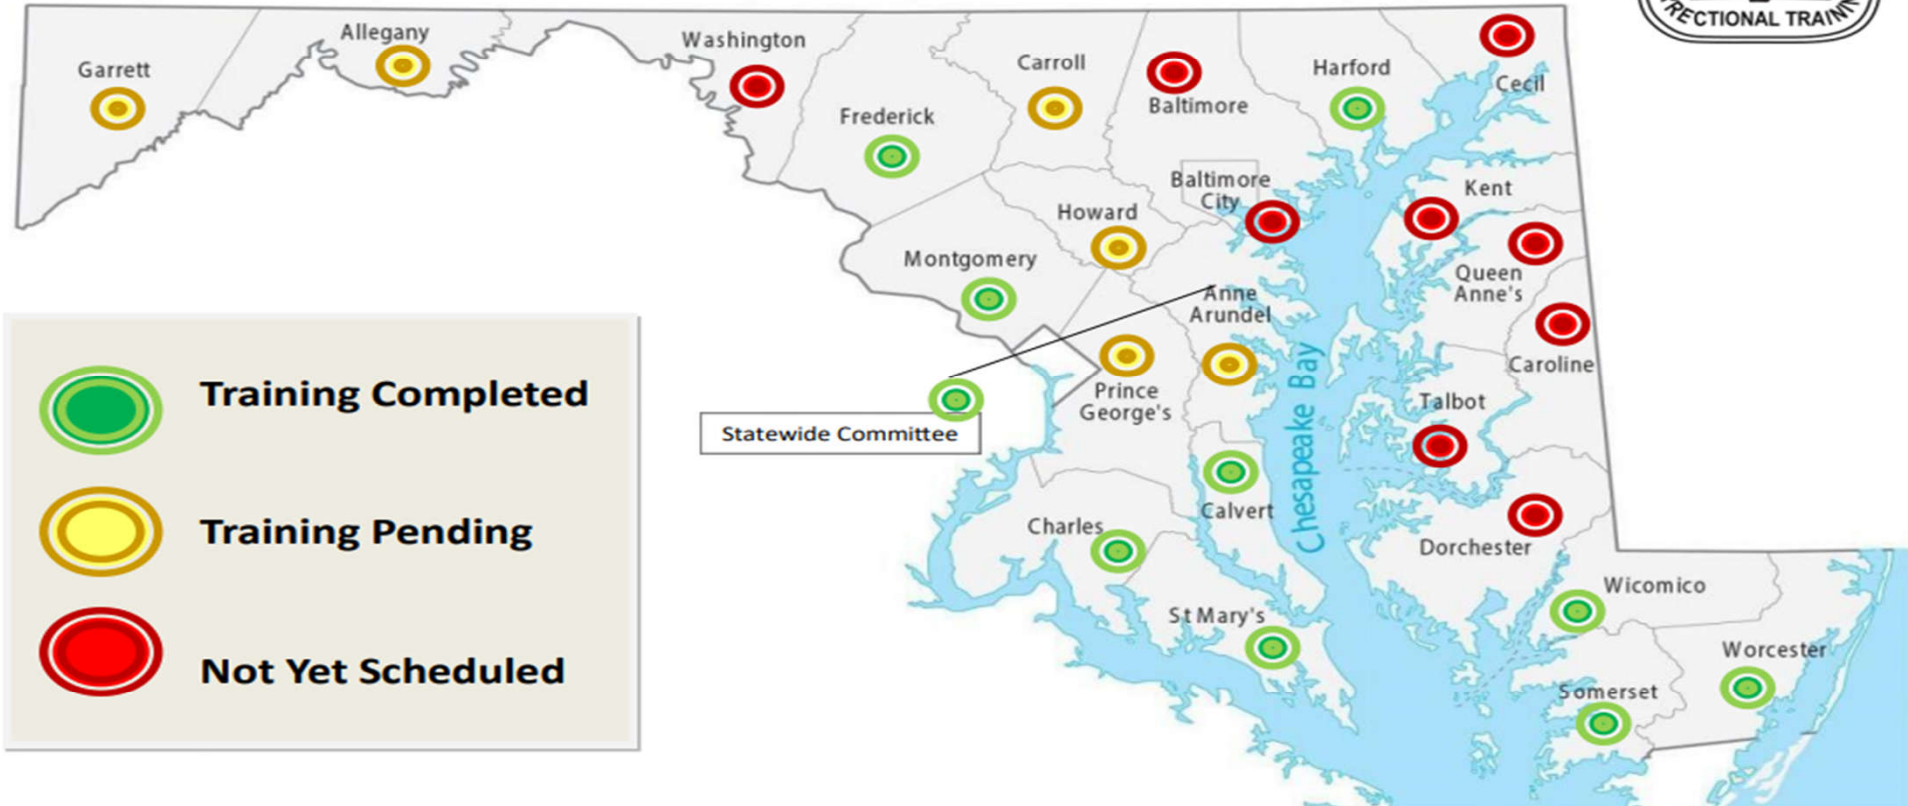 RECTIONAL TRAINI
Garrett
Allegany
Washington
Frederick
Carroll
Baltimore
Harford
Cecil
Baltimore
City
Kent
Howard
Montgomery
Queen
Anne's
Anne
Arundel
Caroline
Prince
George's
Talbot
Chesapeake Bay
Statewide Committee
Calvert
Charles
Dorchester
St Mary's
Wicomico
Worcester
Somerset
Training Completed
Training Pending
Not Yet Scheduled